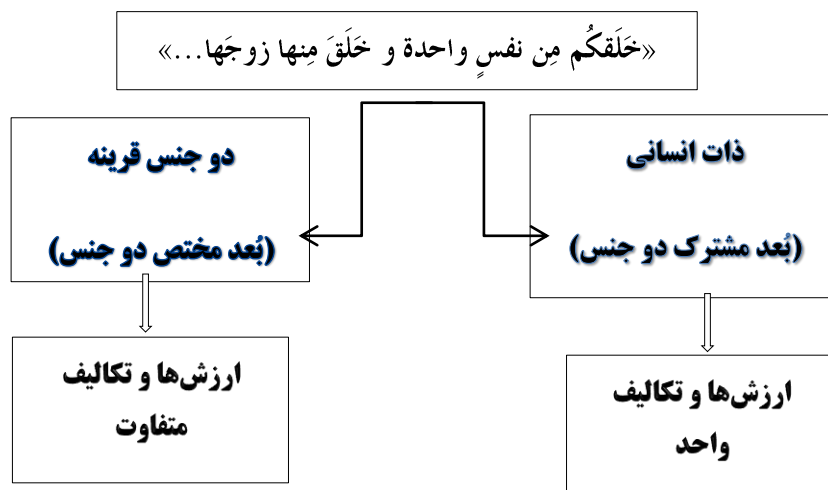 «خَلَقكُم مِن نفسٍ واحدة و خَلَقَ مِنها زوجَها...»
ذات انسانی
(بُعد مشترک دو جنس)
دو جنس قرینه
(بُعد مختص دو جنس)
ارزش‌ها و تکالیف
واحد
ارزش‌ها و تکالیف
متفاوت